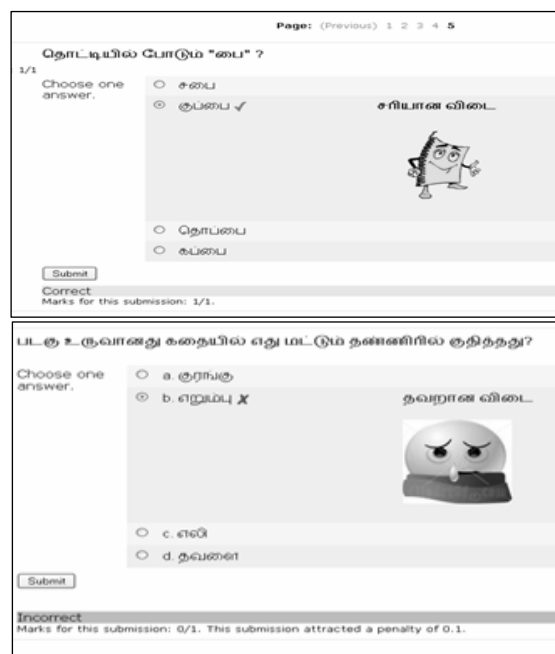 Page: (Previous) 1 2 3 4 5
தொட்டியில் போடும் "பை" ?
1/1
Choose one answer.
சபை
குப்பை ✓ சரியான விடை
தொப்பை
கப்பை
Submit
Correct
Marks for this submission: 1/1.
படகு உருவானது கதையில் எது மட்டும் தண்ணிரில் குதித்தது?
Choose one answer.
a. குரங்கு
b. எறும்பு ✗ தவறான விடை
c. எலி
d. தவளை
Submit
Incorrect
Marks for this submission: 0/1. This submission attracted a penalty of 0.1.